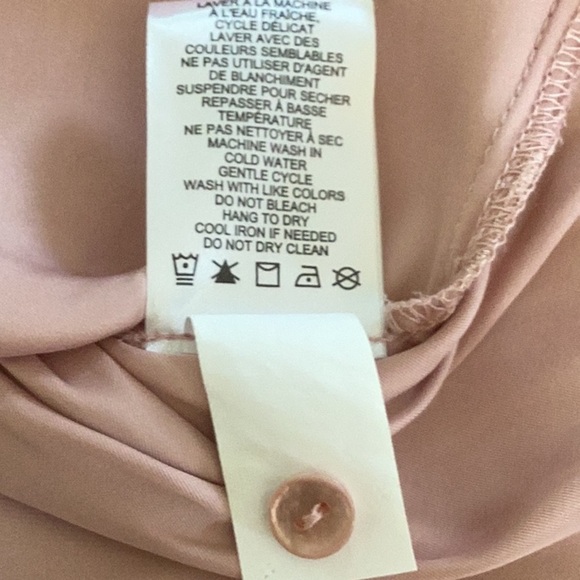 LAVER À LA MACHINE
À L'EAU FRAÎCHE,
CYCLE DÉLICAT
LAVER AVEC DES
COULEURS SEMBLABLES
NE PAS UTILISER D'AGENT
DE BLANCHIMENT
SUSPENDRE POUR SÉCHER
REPASSER À BASSE
TEMPÉRATURE
NE PAS NETTOYER À SEC
MACHINE WASH IN
COLD WATER
GENTLE CYCLE
WASH WITH LIKE COLORS
DO NOT BLEACH
HANG TO DRY
COOL IRON IF NEEDED
DO NOT DRY CLEAN